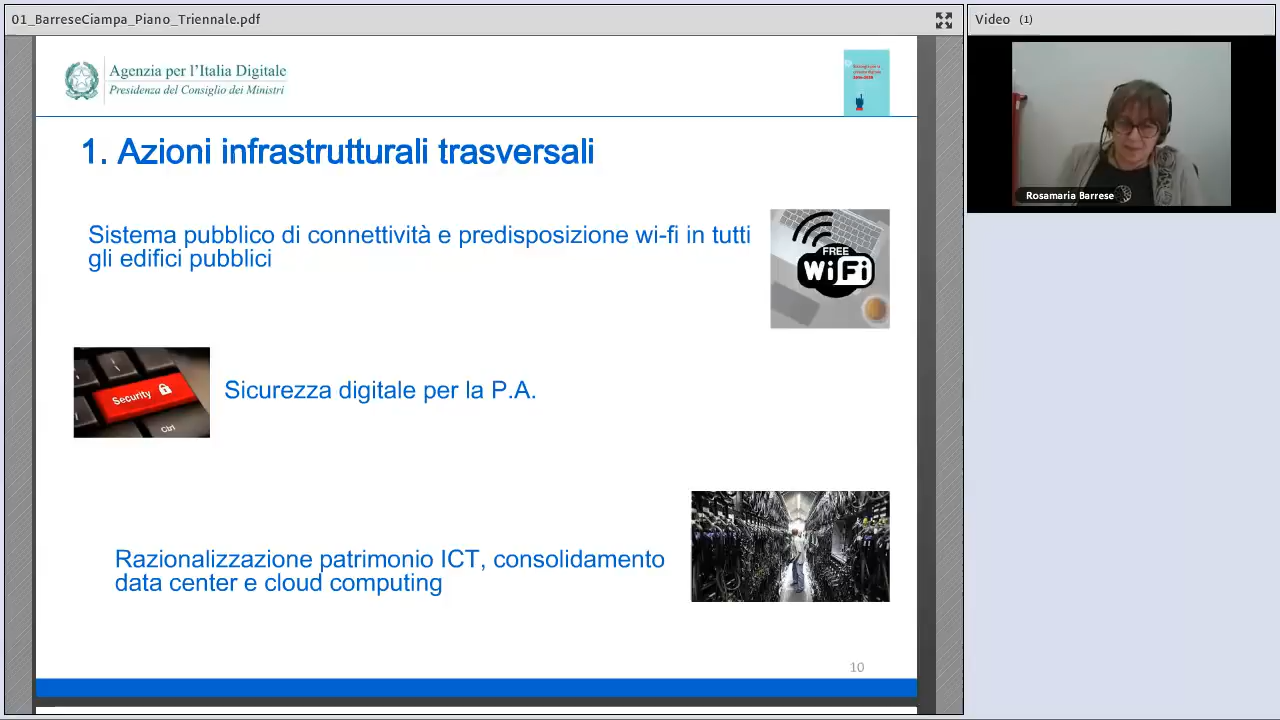 01_BarreseCiampa_Piano_Triennale.pdf
Video (1)
Agenzia per l'Italia Digitale
Presidenza del Consiglio dei Ministri
Rosamaria Barrese
1. Azioni infrastrutturali trasversali
Sistema pubblico di connettività e predisposizione wi-fi in tutti
gli edifici pubblici
FREE
WiFi
Security
Ctrl
Sicurezza digitale per la P.A.
Razionalizzazione patrimonio ICT, consolidamento
data center e cloud computing
10